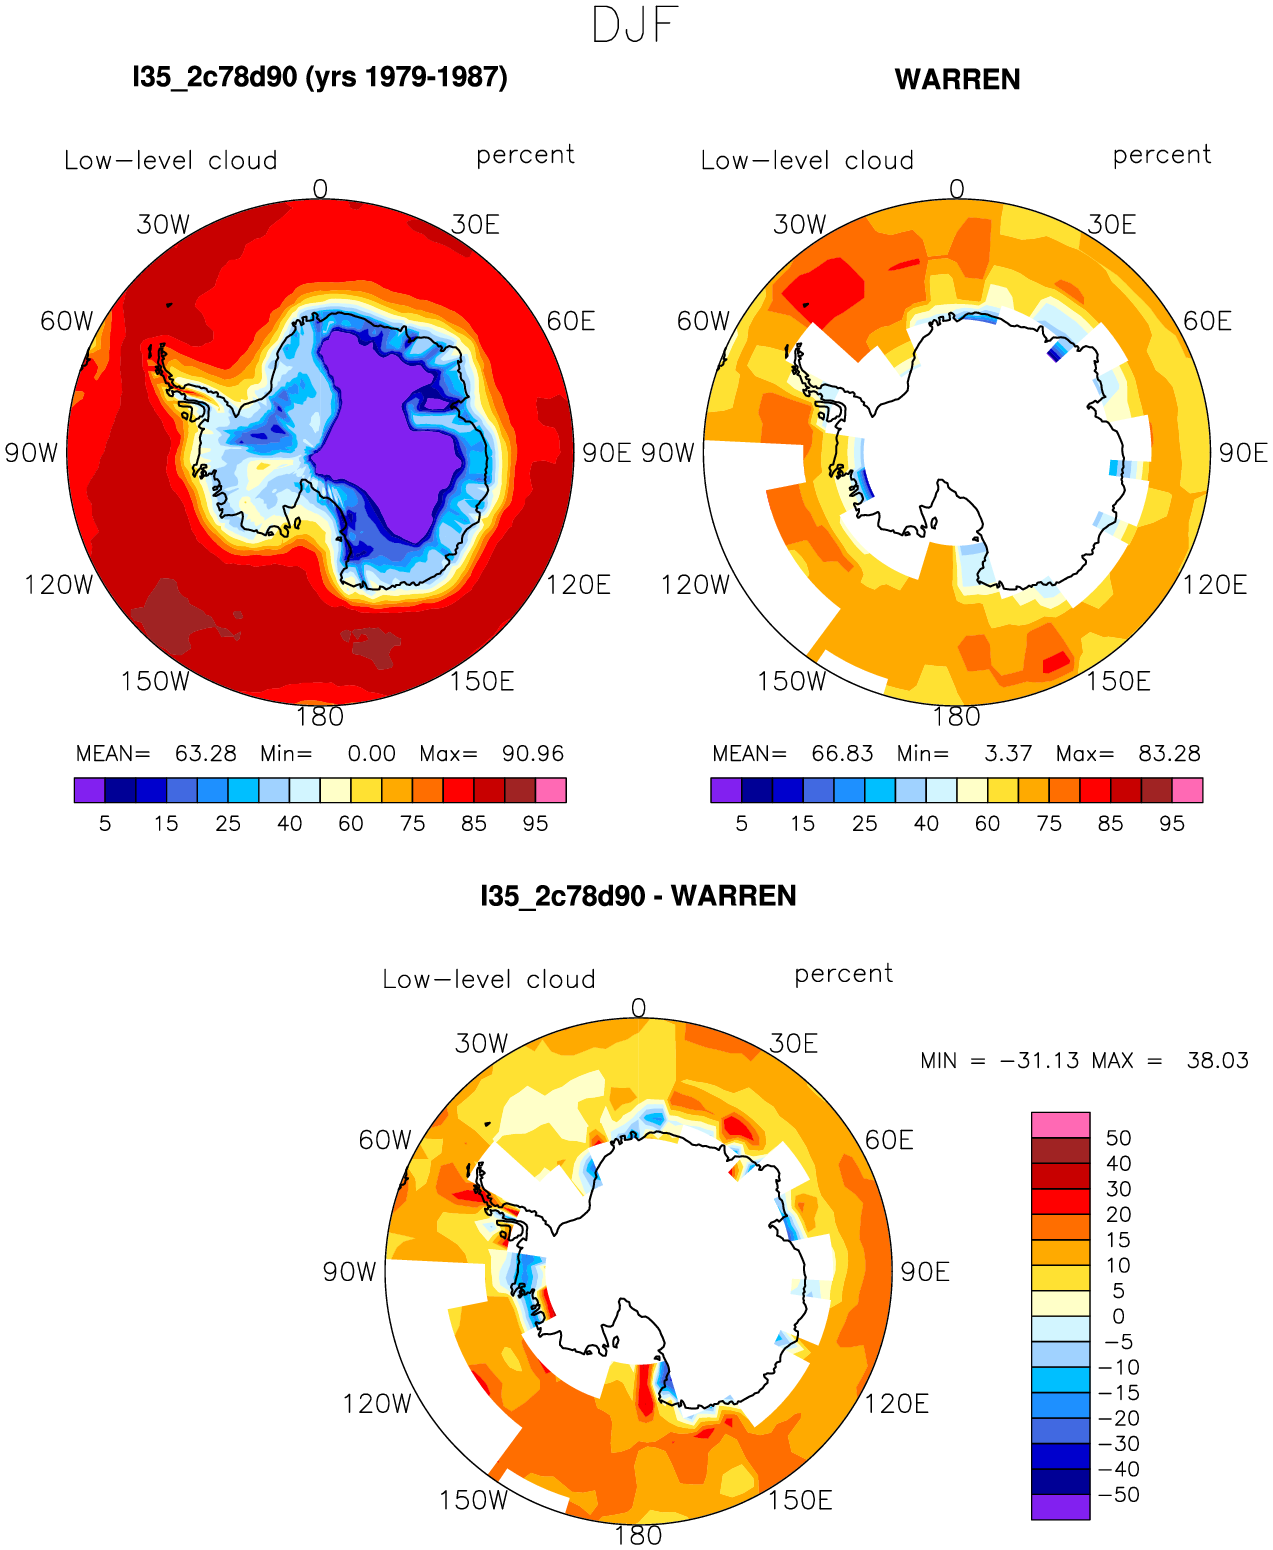 DJF
I35_2c78d90 (yrs 1979-1987)
WARREN
Low-level cloud percent
Low-level cloud percent
0
30W 30E
60W 60E
90W 90E
120W 120E
150W 150E
180
0
30W 30E
60W 60E
90W 90E
120W 120E
150W 150E
180
MEAN= 63.28 Min= 0.00 Max= 90.96
5 15 25 40 60 75 85 95
MEAN= 66.83 Min= 3.37 Max= 83.28
5 15 25 40 60 75 85 95
I35_2c78d90 - WARREN
Low-level cloud percent
0
30W 30E
60W 60E
90W 90E
120W 120E
150W 150E
180
MIN = -31.13 MAX = 38.03
50
40
30
20
15
10
5
0
-5
-10
-15
-20
-30
-40
-50